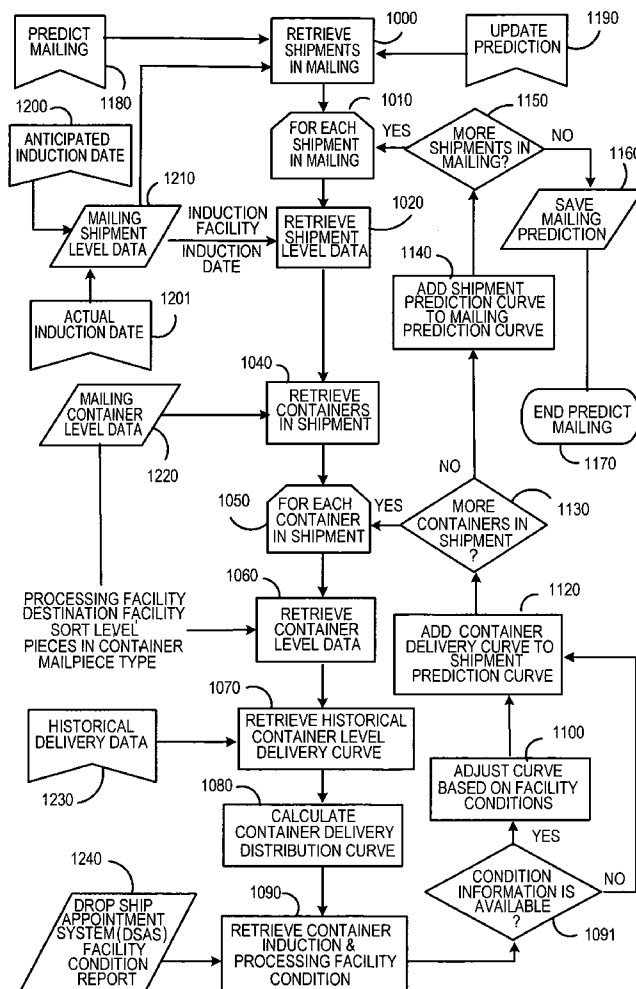 PREDICT
MAILING
1180
RETRIEVE
SHIPMENTS
IN MAILING
1000
UPDATE
PREDICTION
1190
1200
ANTICIPATED
INDUCTION DATE
1210
MAILING
SHIPMENT
LEVEL DATA
INDUCTION
FACILITY
INDUCTION
DATE
ACTUAL
INDUCTION DATE
1201
1010
FOR EACH
SHIPMENT
IN MAILING
YES
1150
MORE
SHIPMENTS IN
MAILING?
NO
1160
SAVE
MAILING
PREDICTION
1020
RETRIEVE
SHIPMENT
LEVEL DATA
1140
ADD SHIPMENT
PREDICTION CURVE
TO MAILING
PREDICTION CURVE
1040
RETRIEVE
CONTAINERS
IN SHIPMENT
MAILING
CONTAINER
LEVEL DATA
1220
END PREDICT
MAILING
1170
NO
1050
FOR EACH
CONTAINER
IN SHIPMENT
YES
MORE
CONTAINERS IN
SHIPMENT
?
1130
PROCESSING FACILITY
DESTINATION FACILITY
SORT LEVEL
PIECES IN CONTAINER
MAILPIECE TYPE
1060
RETRIEVE
CONTAINER
LEVEL DATA
1120
ADD CONTAINER
DELIVERY CURVE TO
SHIPMENT
PREDICTION CURVE
1070
RETRIEVE HISTORICAL
CONTAINER LEVEL
DELIVERY CURVE
HISTORICAL
DELIVERY DATA
1230
1100
ADJUST CURVE
BASED ON FACILITY
CONDITIONS
1080
CALCULATE
CONTAINER DELIVERY
DISTRIBUTION CURVE
YES
NO
1240
DROP SHIP
APPOINTMENT
SYSTEM(DSAS)
FACILITY
CONDITION
REPORT
1090
RETRIEVE CONTAINER
INDUCTION &
PROCESSING FACILITY
CONDITION
CONDITION
INFORMATION IS
AVAILABLE
?
1091